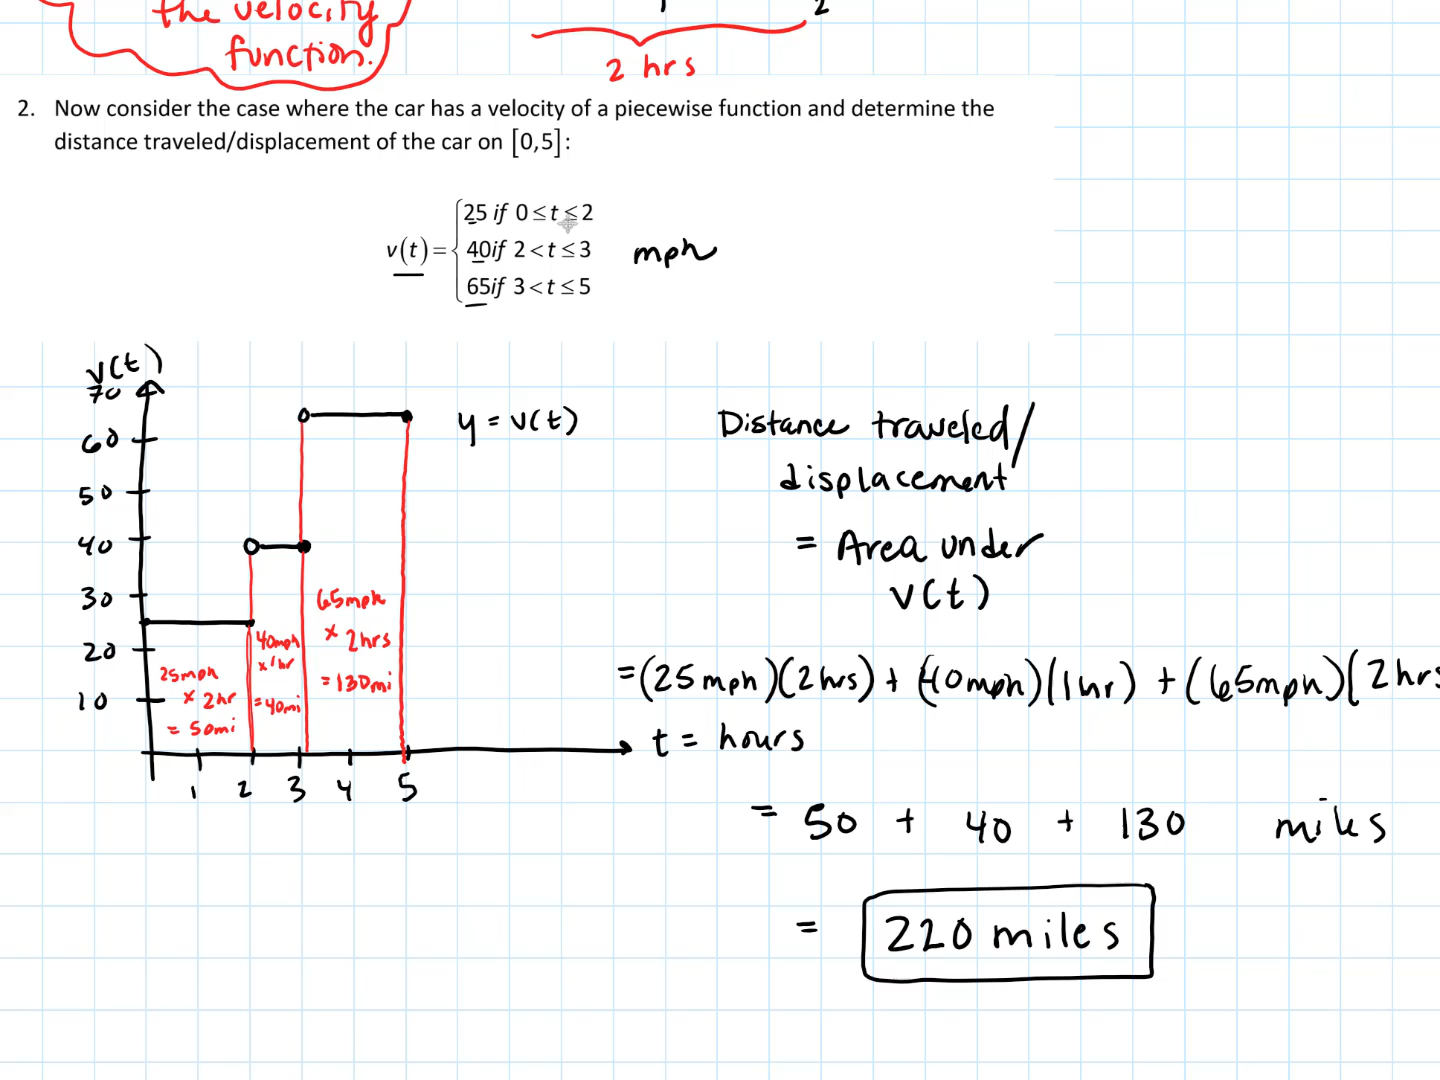 the velocity
function.
2
2 hrs
2. Now consider the case where the car has a velocity of a piecewise function and determine the
distance traveled/displacement of the car on [0,5]:
25 if 0≤t≤2
v(t)= 40if 2<t≤3 mph
65if 3<t≤5
v(t)
70
60
50
40
30
20
10
y = v(t)
65mph
× 2hrs
= 130mi
40mph
×1hr
=40mi
25mph
× 2hr
= 50mi
1 2 3 4 5
t = hours
Distance traveled/
displacement
= Area under
v(t)
=(25mph)(2hrs)+(40mph)(1hr)+(65mph)(2hrs
= 50 + 40 + 130 miles
= 220 miles